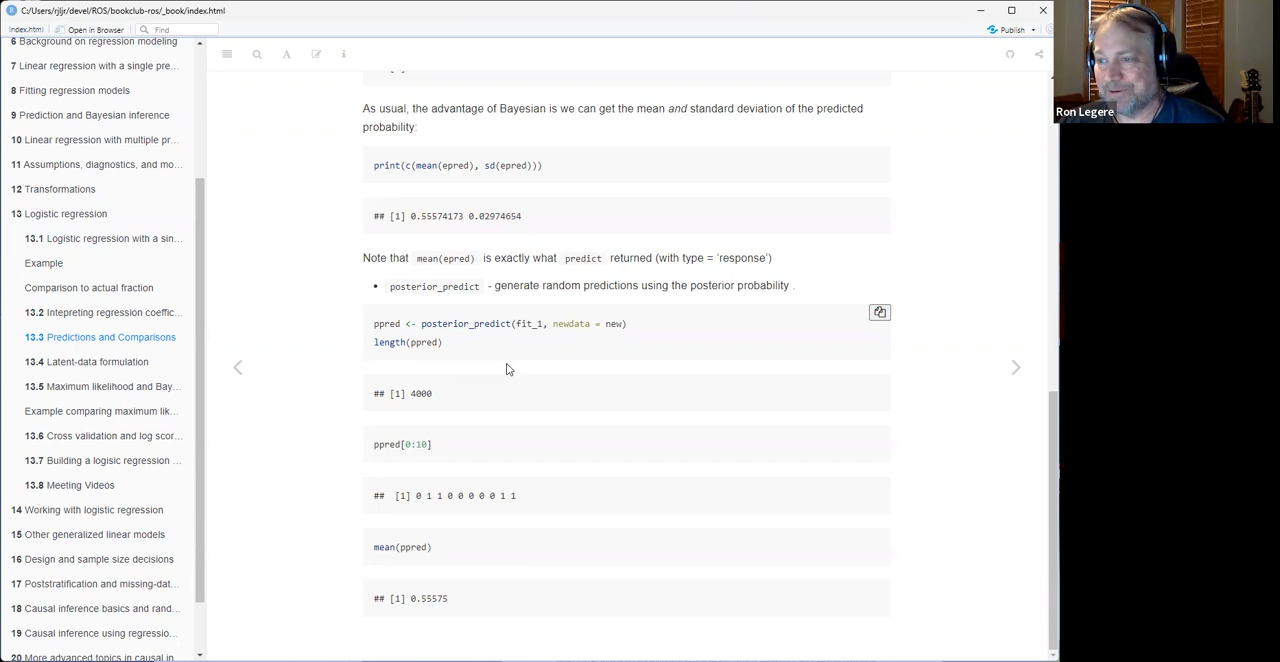 C:/Users/rjljr/devel/ROS/bookclub-ros/_book/index.html
index.html
Open in Browser
Find
Publish
6 Background on regression modeling
7 Linear regression with a single pre...
8 Fitting regression models
9 Prediction and Bayesian inference
10 Linear regression with multiple pr...
11 Assumptions, diagnostics, and mo...
12 Transformations
13 Logistic regression
13.1 Logistic regression with a sin...
Example
Comparison to actual fraction
13.2 Intepreting regression coeffic...
13.3 Predictions and Comparisons
13.4 Latent-data formulation
13.5 Maximum likelihood and Bay...
Example comparing maximum lik...
13.6 Cross validation and log scor...
13.7 Building a logisic regression ...
13.8 Meeting Videos
14 Working with logistic regression
15 Other generalized linear models
16 Design and sample size decisions
17 Poststratification and missing-dat...
18 Causal inference basics and rand...
19 Causal inference using regressio...
20 More advanced topics in causal in
As usual, the advantage of Bayesian is we can get the mean and standard deviation of the predicted
probability:
print(c(mean(epred), sd(epred)))
## [1] 0.55574173 0.02974654
Note that mean(epred) is exactly what predict returned (with type = ‘response’)
• posterior_predict - generate random predictions using the posterior probability .
ppred <- posterior_predict(fit_1, newdata = new)
length(ppred)
## [1] 4000
ppred[0:10]
## [1] 0 1 1 0 0 0 0 0 1 1
mean(ppred)
## [1] 0.55575
Ron Legere